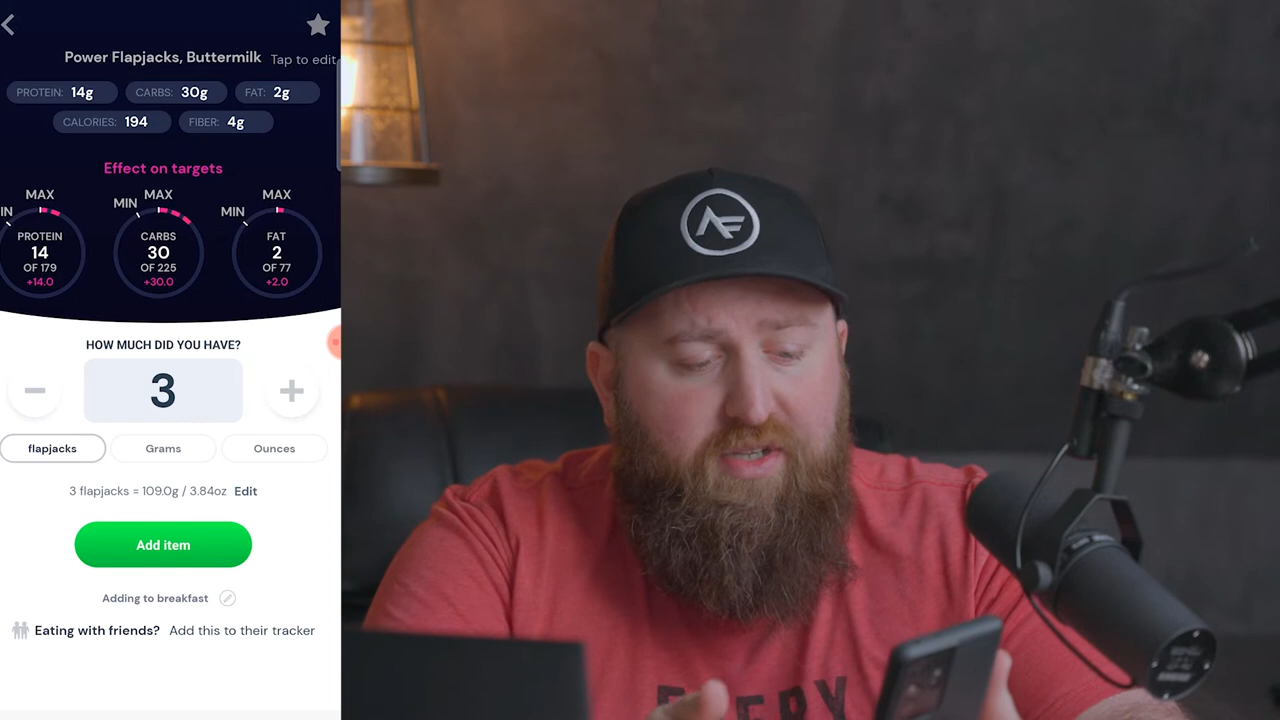 Power Flapjacks, Buttermilk Tap to edit
PROTEIN: 14g CARBS: 30g FAT: 2g
CALORIES: 194 FIBER: 4g
Effect on targets
MAX MIN MAX MIN MAX
IN
PROTEIN CARBS FAT
14 30 2
OF 179 OF 225 OF 77
+14.0 +30.0 +2.0
HOW MUCH DID YOU HAVE?
3
flapjacks Grams Ounces
3 flapjacks = 109.0g / 3.84oz Edit
Add item
Adding to breakfast
Eating with friends? Add this to their tracker
AF
EVERY